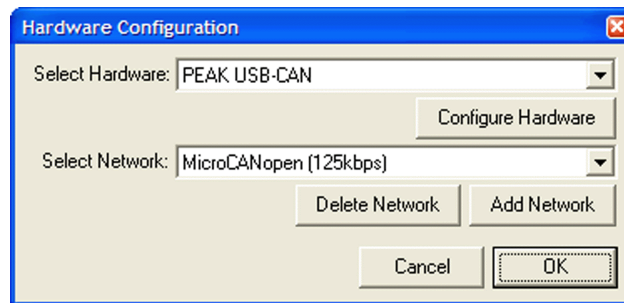 Hardware Configuration
Select Hardware: PEAK USB-CAN
Configure Hardware
Select Network: MicroCANopen (125kbps)
Delete Network Add Network
Cancel OK